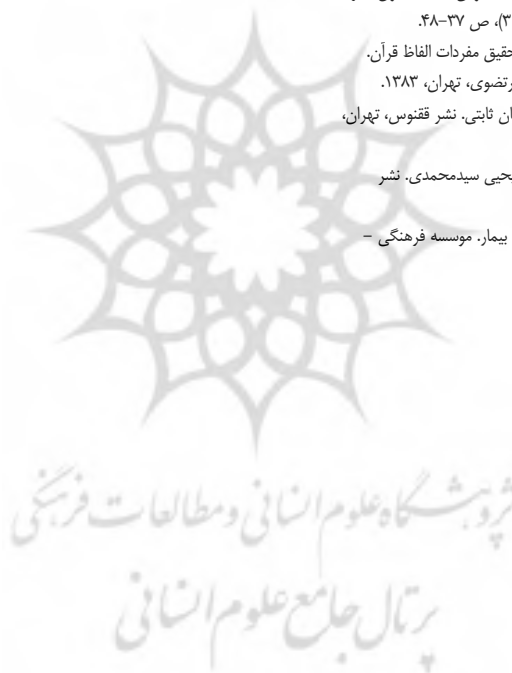 ۳)، ص ۳۷-۴۸.
حقیق مفردات الفاظ قرآن.
رتضوی، تهران، ۱۳۸۳.
ان ثابتی. نشر ققنوس، تهران،
یحیی سیدمحمدی. نشر
بیمار. موسسه فرهنگی -
پژوهشگاه علوم انسانی و مطالعات فرهنگی
پرتال جامع علوم انسانی